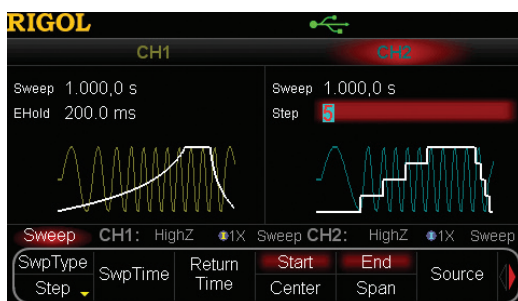 RIGOL
CH1 CH2
Sweep 1.000,0 s Sweep 1.000,0 s
EHold 200.0 ms Step 5
Sweep CH1: HighZ 1X Sweep CH2: HighZ 1X Sweep
SwpType SwpTime Return Time Start End Source
Step Center Span